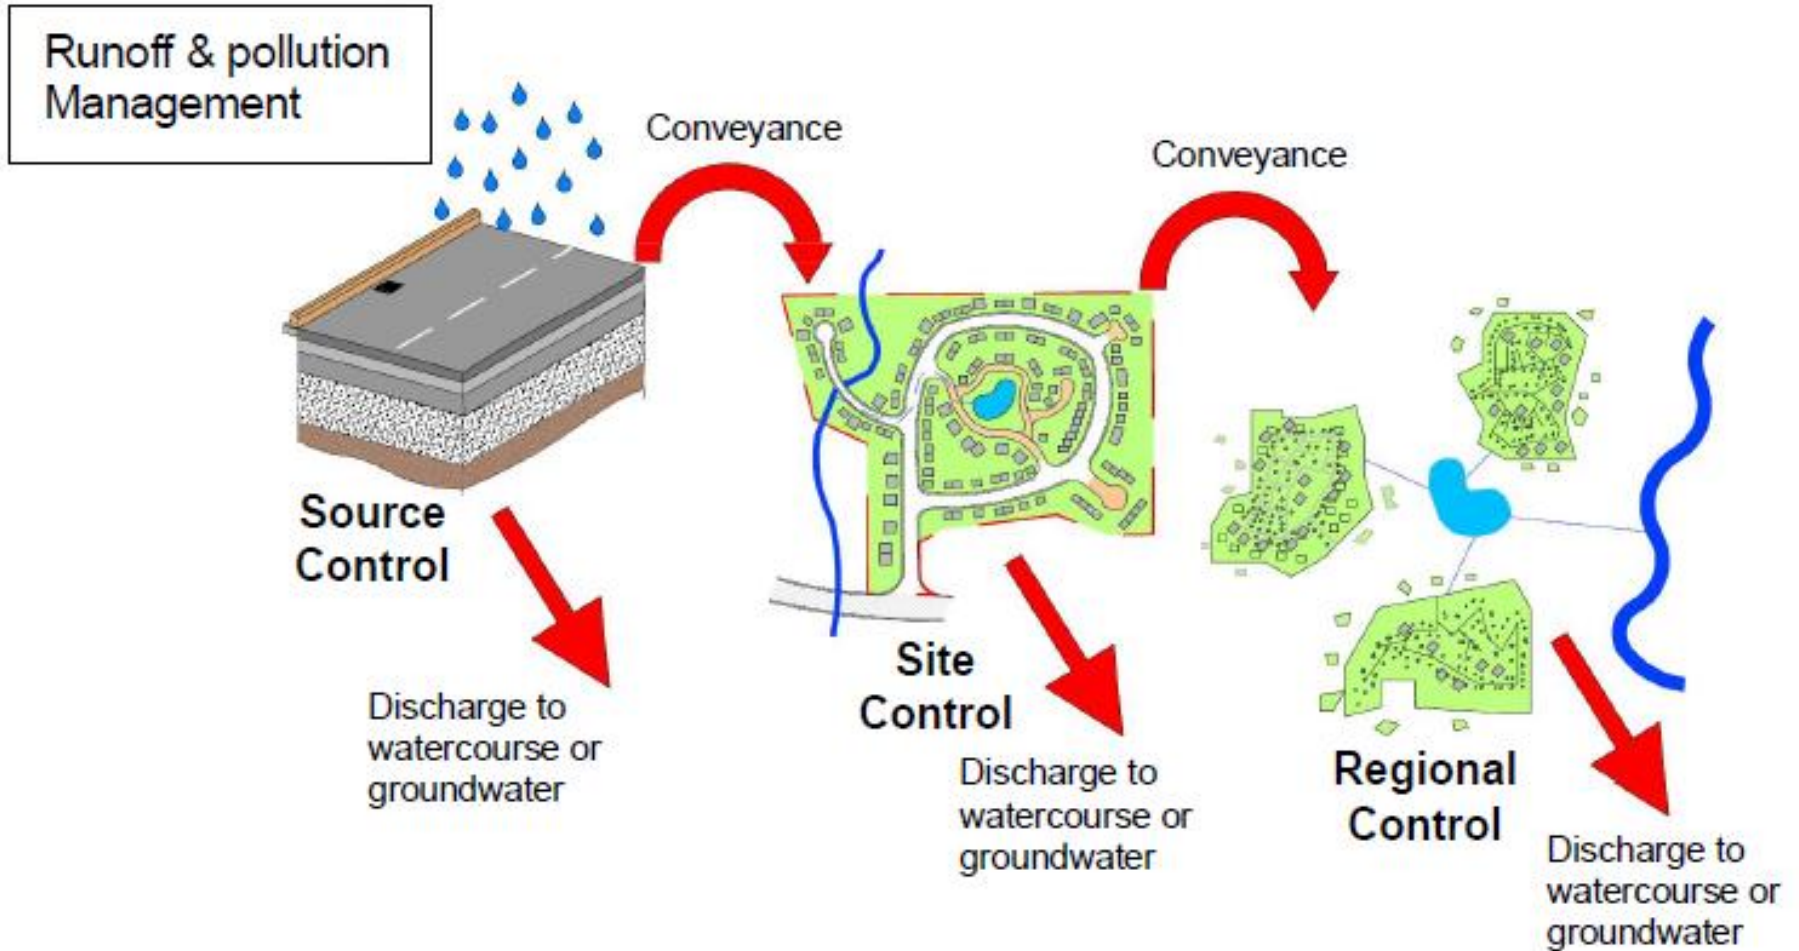 Runoff & pollution
Management
Conveyance
Conveyance
Source
Control
Discharge to
watercourse or
groundwater
Site
Control
Discharge to
watercourse or
groundwater
Regional
Control
Discharge to
watercourse or
groundwater